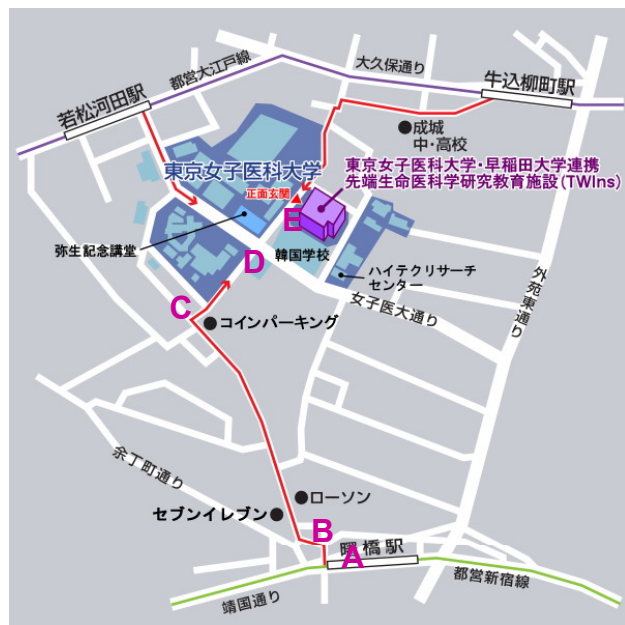 都営大江戸線
大久保通り
牛込柳町駅
若松河田駅
成城
中・高校
東京女子医科大学
正面玄関
東京女子医科大学・早稲田大学連携
先端生命医科学研究教育施設(TWIns)
E
弥生記念講堂
D
韓国学校
ハイテクリサーチ
センター
外苑東通り
女子医大通り
C
コインパーキング
余丁町通り
ローソン
セブンイレブン
B
曙橋駅
A
都営新宿線
靖国通り